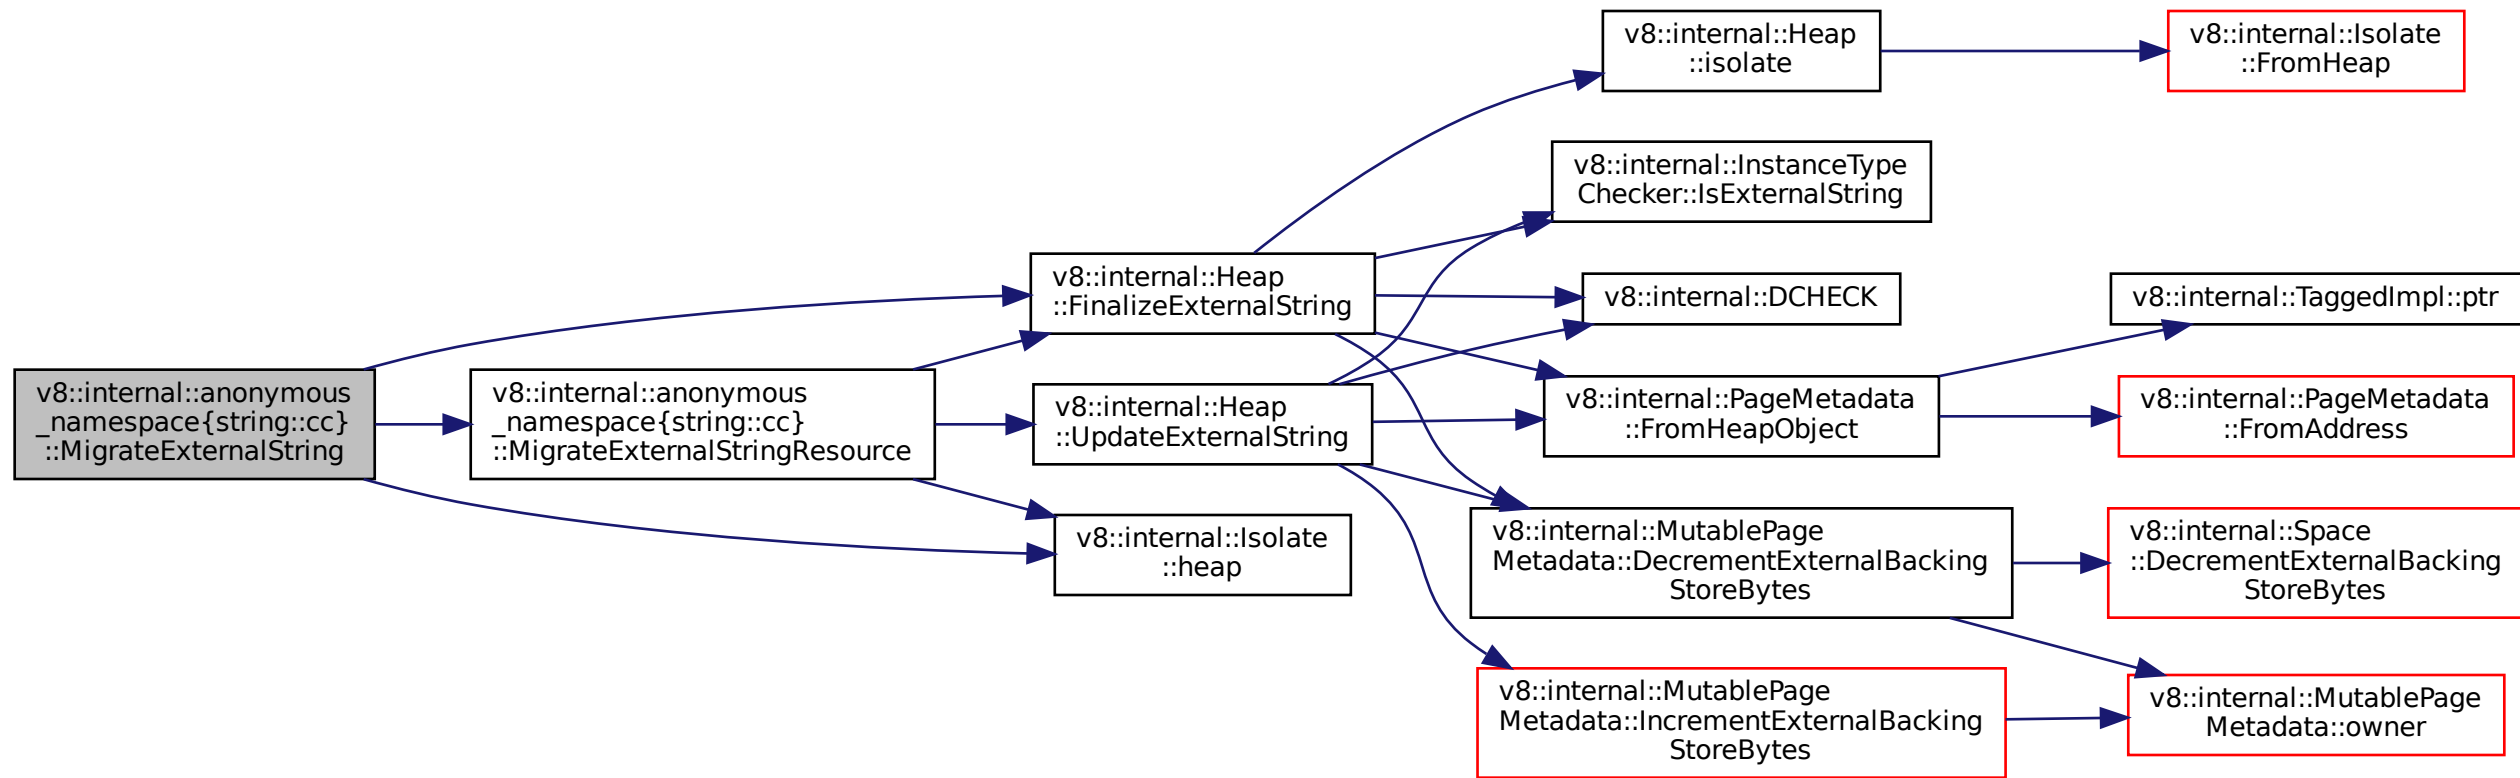 v8::internal::anonymous
_namespace{string::cc}
::MigrateExternalString
v8::internal::anonymous
_namespace{string::cc}
::MigrateExternalStringResource
v8::internal::Heap
::FinalizeExternalString
v8::internal::Heap
::UpdateExternalString
v8::internal::Isolate
::heap
v8::internal::Heap
::isolate
v8::internal::InstanceType
Checker::IsExternalString
v8::internal::DCHECK
v8::internal::PageMetadata
::FromHeapObject
v8::internal::MutablePage
Metadata::DecrementExternalBacking
StoreBytes
v8::internal::MutablePage
Metadata::IncrementExternalBacking
StoreBytes
v8::internal::Isolate
::FromHeap
v8::internal::TaggedImpl::ptr
v8::internal::PageMetadata
::FromAddress
v8::internal::Space
::DecrementExternalBacking
StoreBytes
v8::internal::MutablePage
Metadata::owner